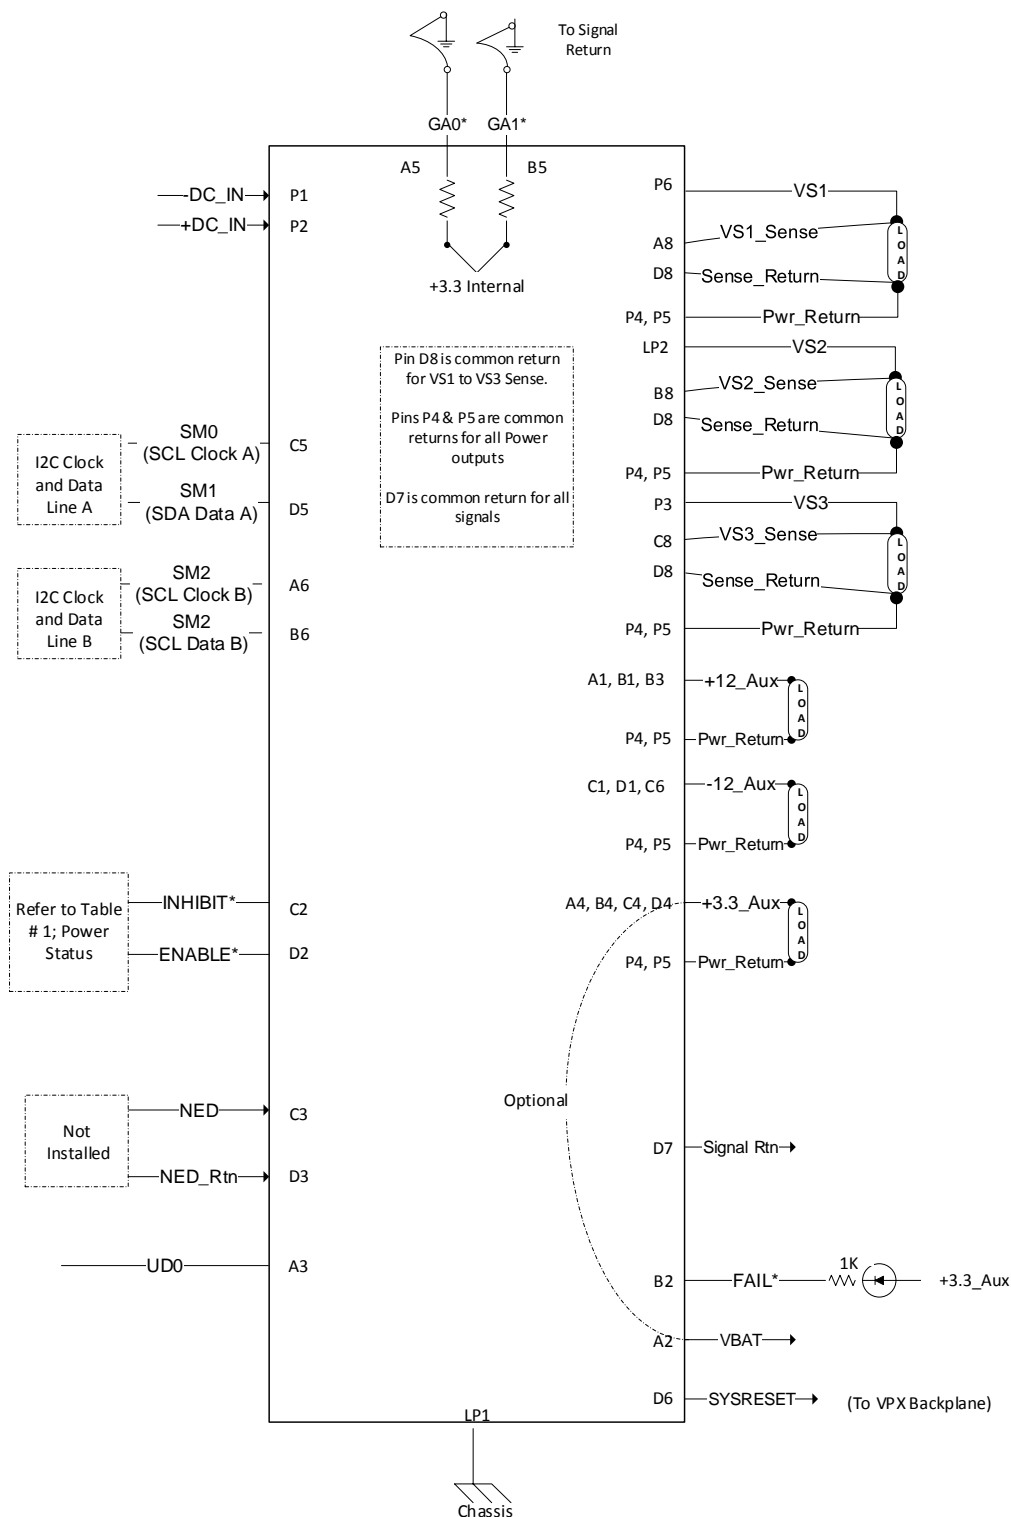 To Signal
Return
GA0*
GA1*
A5
B5
-DC_IN
P1
+DC_IN
P2
+3.3 Internal
P6
VS1
A8
VS1_Sense
D8
Sense_Return
P4, P5
Pwr_Return
LOAD
LP2
VS2
B8
VS2_Sense
D8
Sense_Return
P4, P5
Pwr_Return
LOAD
P3
VS3
C8
VS3_Sense
D8
Sense_Return
P4, P5
Pwr_Return
LOAD
Pin D8 is common return
for VS1 to VS3 Sense.
Pins P4 & P5 are common
returns for all Power
outputs
D7 is common return for all
signals
I2C Clock
and Data
Line A
SM0
(SCL Clock A)
C5
SM1
(SDA Data A)
D5
I2C Clock
and Data
Line B
SM2
(SCL Clock B)
A6
SM2
(SCL Data B)
B6
A1, B1, B3
+12_Aux
P4, P5
Pwr_Return
LOAD
C1, D1, C6
-12_Aux
P4, P5
Pwr_Return
LOAD
Refer to Table
# 1; Power
Status
INHIBIT*
C2
ENABLE*
D2
A4, B4, C4, D4
+3.3_Aux
P4, P5
Pwr_Return
LOAD
Optional
Not
Installed
NED
C3
NED_Rtn
D3
UD0
A3
D7
Signal Rtn
B2
FAIL*
1K
+3.3_Aux
A2
VBAT
D6
SYSRESET
(To VPX Backplane)
LP1
Chassis